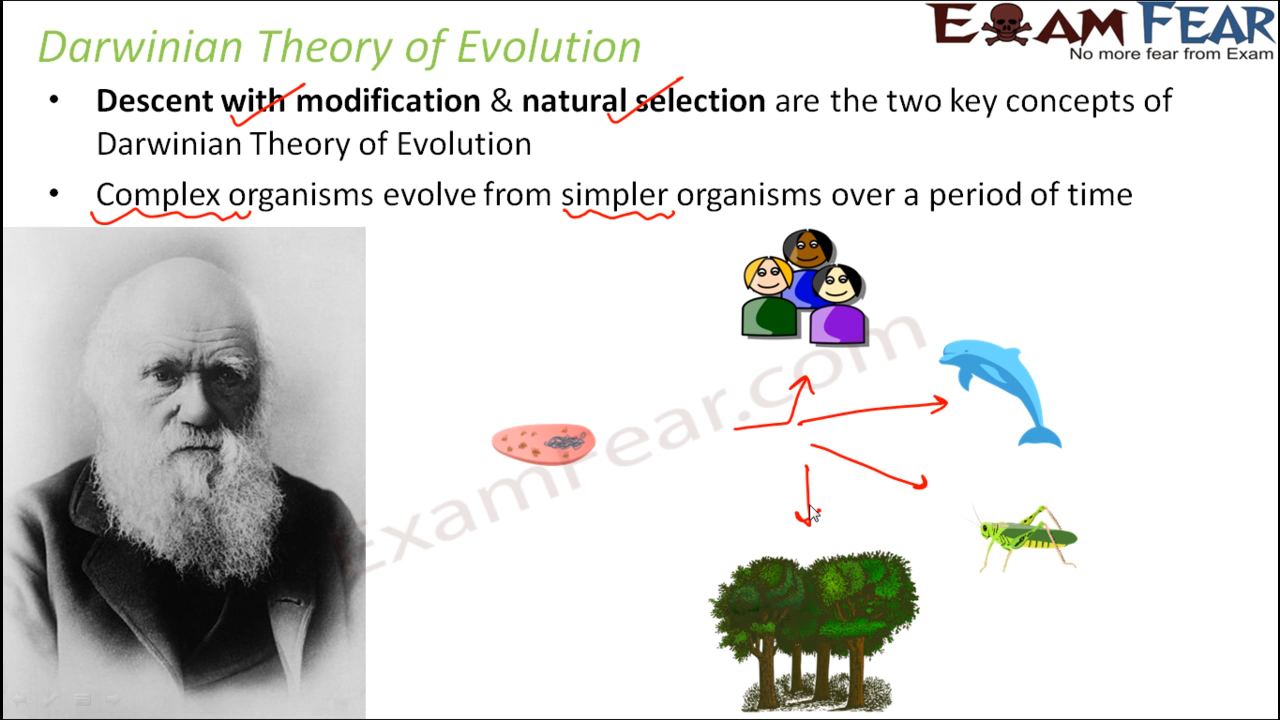 Darwinian Theory of Evolution
EXAM FEAR
No more fear from Exam
• Descent with modification & natural selection are the two key concepts of
Darwinian Theory of Evolution
• Complex organisms evolve from simpler organisms over a period of time
ExamFear.com